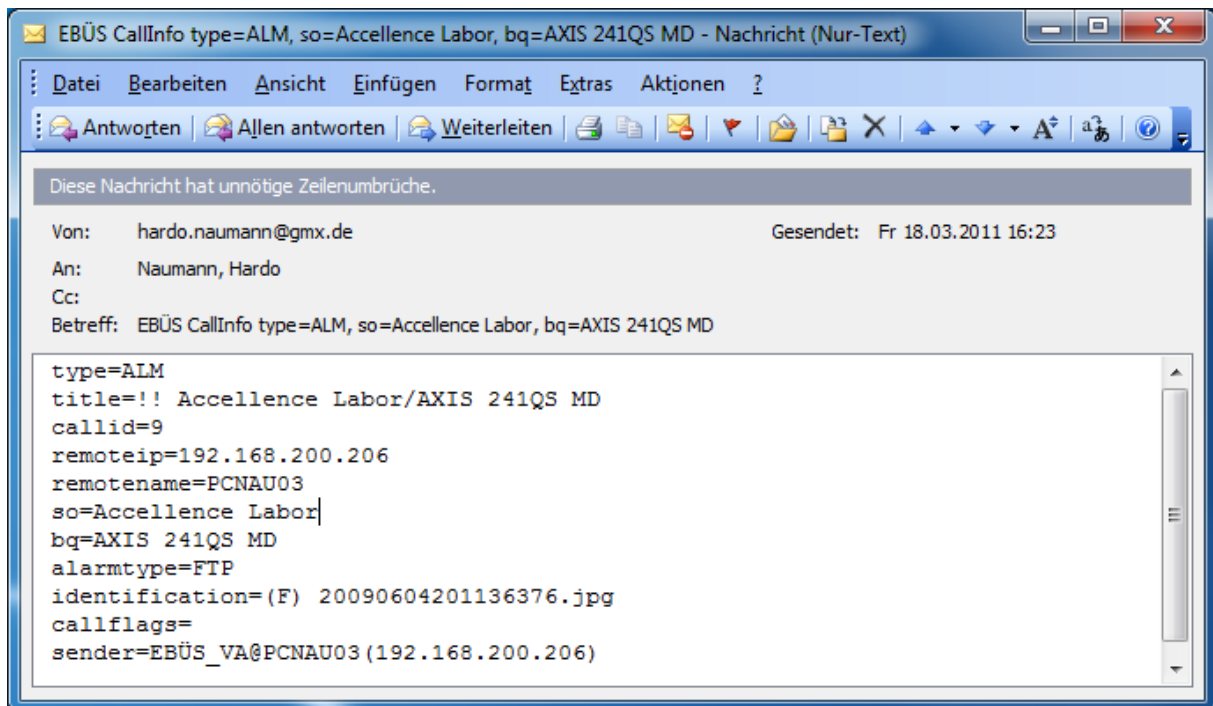 EBÜS CallInfo type=ALM, so=Accellence Labor, bq=AXIS 241QS MD - Nachricht (Nur-Text)
Datei Bearbeiten Ansicht Einfügen Format Extras Aktionen ?
Antworten Allen antworten Weiterleiten
Diese Nachricht hat unnötige Zeilenumbrüche.
Von: hardo.naumann@gmx.de Gesendet: Fr 18.03.2011 16:23
An: Naumann, Hardo
Cc:
Betreff: EBÜS CallInfo type=ALM, so=Accellence Labor, bq=AXIS 241QS MD
type=ALM
title=!! Accellence Labor/AXIS 241QS MD
callid=9
remoteip=192.168.200.206
remotename=PCNAU03
so=Accellence Labor
bq=AXIS 241QS MD
alarmtype=FTP
identification=(F) 20090604201136376.jpg
callflags=
sender=EBÜS_VA@PCNAU03(192.168.200.206)